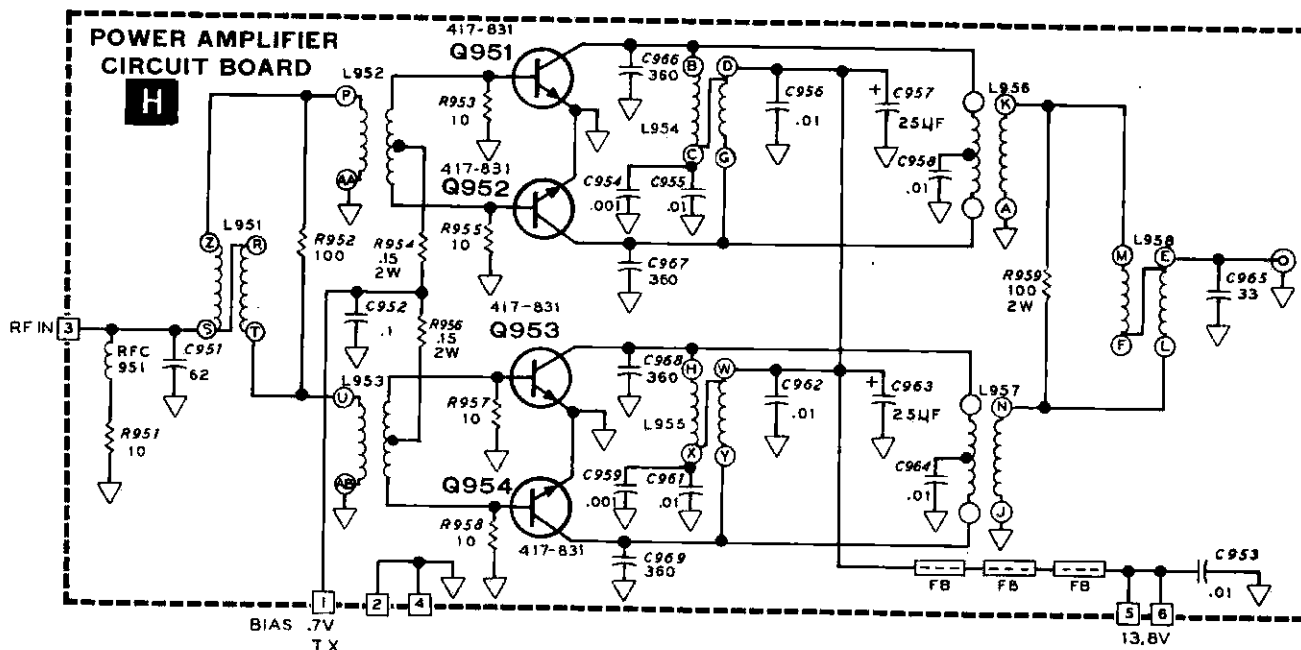 POWER AMPLIFIER
CIRCUIT BOARD
H
417-831
Q951
L952
P
AA
R953
10
C966
360
B
D
L954
C
G
C956
.01
+
C957
25µF
L956
K
A
C958
.01
417-831
Q952
C954
.001
C955
.01
R955
10
C967
360
L951
Z
R
S
T
R952
100
R954
.15
2W
C952
.1
R956
.15
2W
RF IN
3
RFC
951
C951
62
R951
10
L953
U
AB
417-831
Q953
R957
10
C968
360
H
W
L955
X
Y
C962
.01
+
C963
25µF
L957
N
J
C964
.01
R959
100
2W
M
L958
E
F
L
C965
33
Q954
417-831
R958
10
C959
.001
C961
.01
C969
360
FB
FB
FB
C953
.01
1
2
4
5
6
BIAS .7V
TX
13.8V